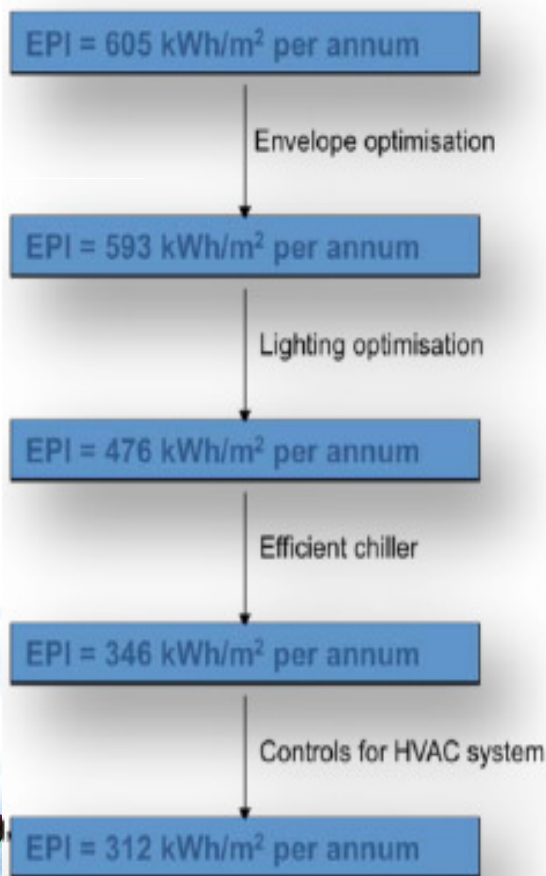 EPI = 605 kWh/m² per annum
Envelope optimisation
EPI = 593 kWh/m² per annum
Lighting optimisation
EPI = 476 kWh/m² per annum
Efficient chiller
EPI = 346 kWh/m² per annum
Controls for HVAC system
EPI = 312 kWh/m² per annum